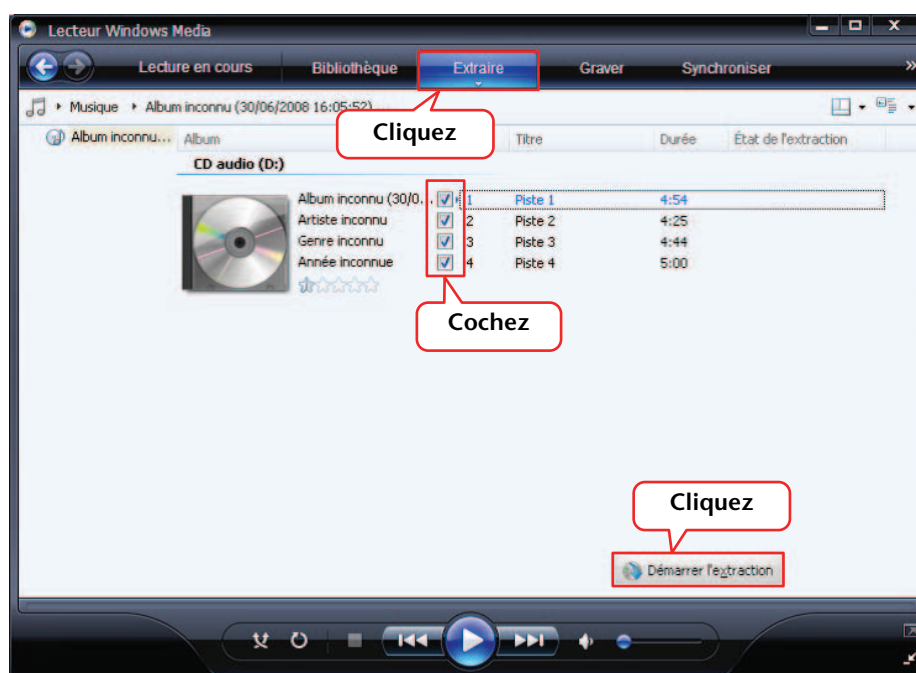 Lecteur Windows Media
Lecture en cours Bibliothèque Extraire Graver Synchroniser »
Musique Album inconnu (30/06/2008 16:05:52)
Cliquez
Album inconnu... Album Titre Durée État de l'extraction
CD audio (D:)
Album inconnu (30/0... 1 Piste 1 4:54
Artiste inconnu 2 Piste 2 4:25
Genre inconnu 3 Piste 3 4:44
Année inconnue 4 Piste 4 5:00
Cochez
Cliquez
Démarrer l'extraction